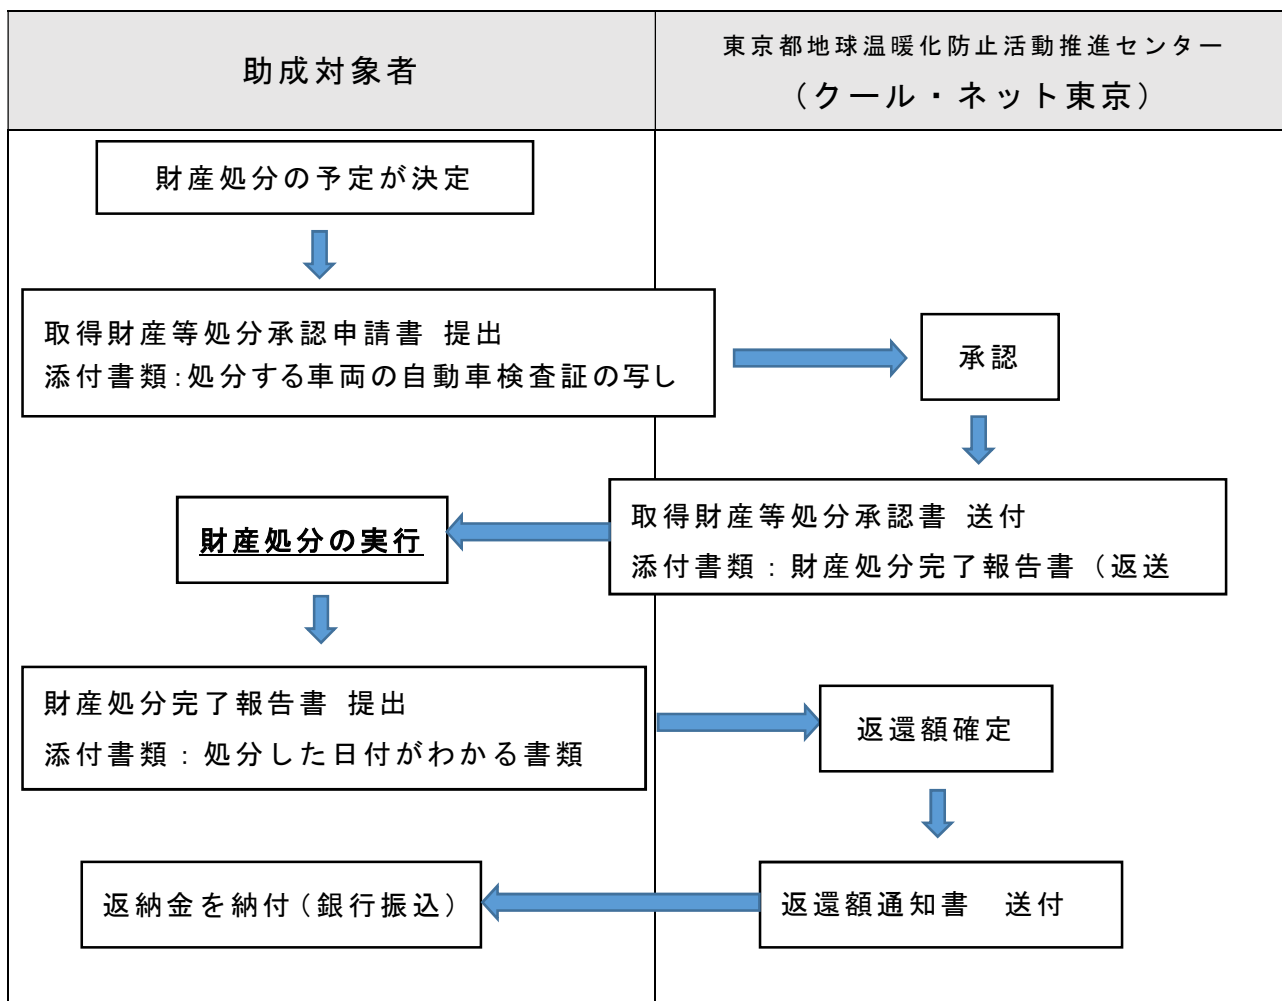 助成対象者
東京都地球温暖化防止活動推進センター
（クール・ネット東京）
財産処分の予定が決定
取得財産等処分承認申請書 提出
添付書類：処分する車両の自動車検査証の写し
承認
取得財産等処分承認書 送付
添付書類：財産処分完了報告書（返送
財産処分の実行
財産処分完了報告書 提出
添付書類：処分した日付がわかる書類
返還額確定
返還額通知書　送付
返納金を納付（銀行振込）